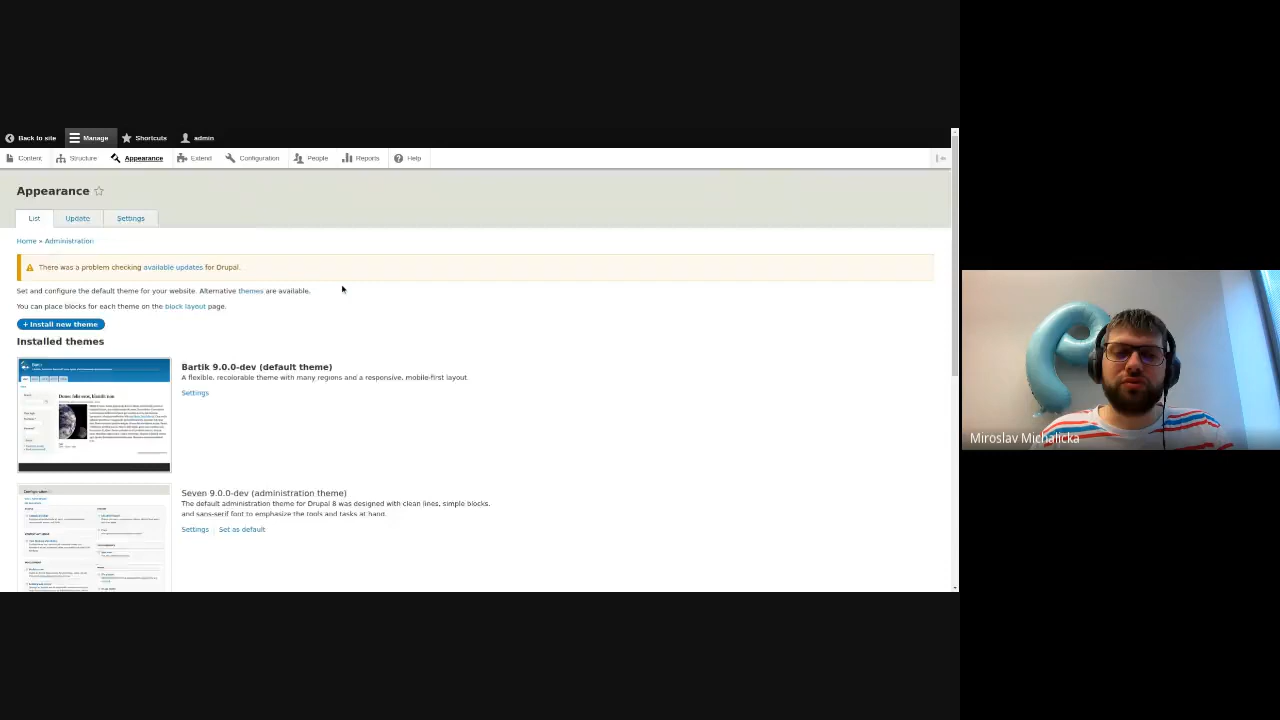 Back to site
Manage
Shortcuts
admin
Content
Structure
Appearance
Extend
Configuration
People
Reports
Help
Appearance
List
Update
Settings
Home » Administration
There was a problem checking available updates for Drupal.
Set and configure the default theme for your website. Alternative themes are available.
You can place blocks for each theme on the block layout page.
+ Install new theme
Installed themes
Bartik 9.0.0-dev (default theme)
A flexible, recolorable theme with many regions and a responsive, mobile-first layout.
Settings
Seven 9.0.0-dev (administration theme)
The default administration theme for Drupal 8 was designed with clean lines, simple blocks,
and sans-serif font to emphasize the tools and tasks at hand.
Settings
Set as default
Miroslav Michalicka